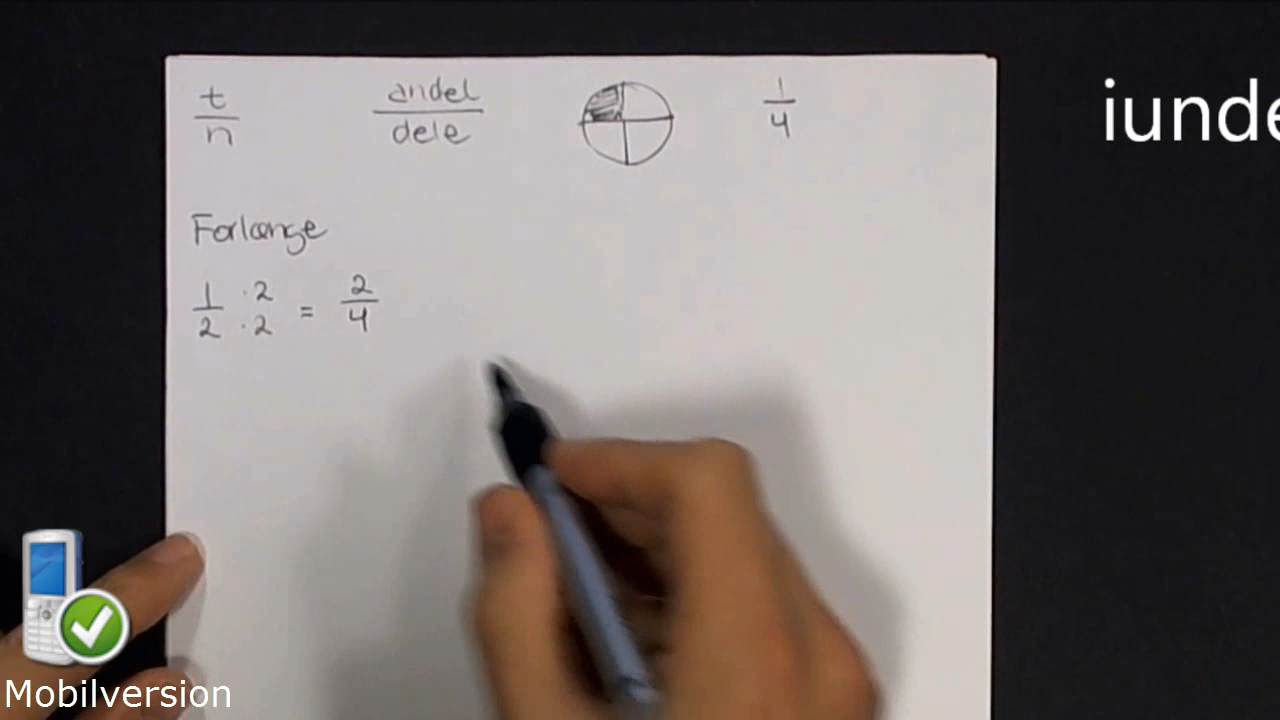 t andel 1
n dele 4
iunde
Forlænge
1 · 2 = 2
2 · 2 4
Mobilversion